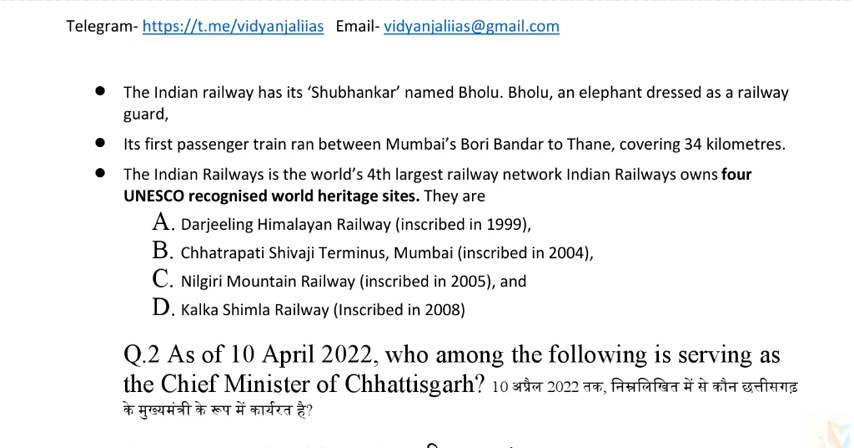 Telegram- https://t.me/vidyanjaliias Email- vidyanjaliias@gmail.com
● The Indian railway has its ‘Shubhankar’ named Bholu. Bholu, an elephant dressed as a railway
guard,
● Its first passenger train ran between Mumbai’s Bori Bandar to Thane, covering 34 kilometres.
● The Indian Railways is the world’s 4th largest railway network Indian Railways owns four
UNESCO recognised world heritage sites. They are
A. Darjeeling Himalayan Railway (inscribed in 1999),
B. Chhatrapati Shivaji Terminus, Mumbai (inscribed in 2004),
C. Nilgiri Mountain Railway (inscribed in 2005), and
D. Kalka Shimla Railway (Inscribed in 2008)
Q.2 As of 10 April 2022, who among the following is serving as
the Chief Minister of Chhattisgarh? 10 अप्रैल 2022 तक, निम्नलिखित में से कौन छत्तीसगढ़
के मुख्यमंत्री के रूप में कार्यरत है?